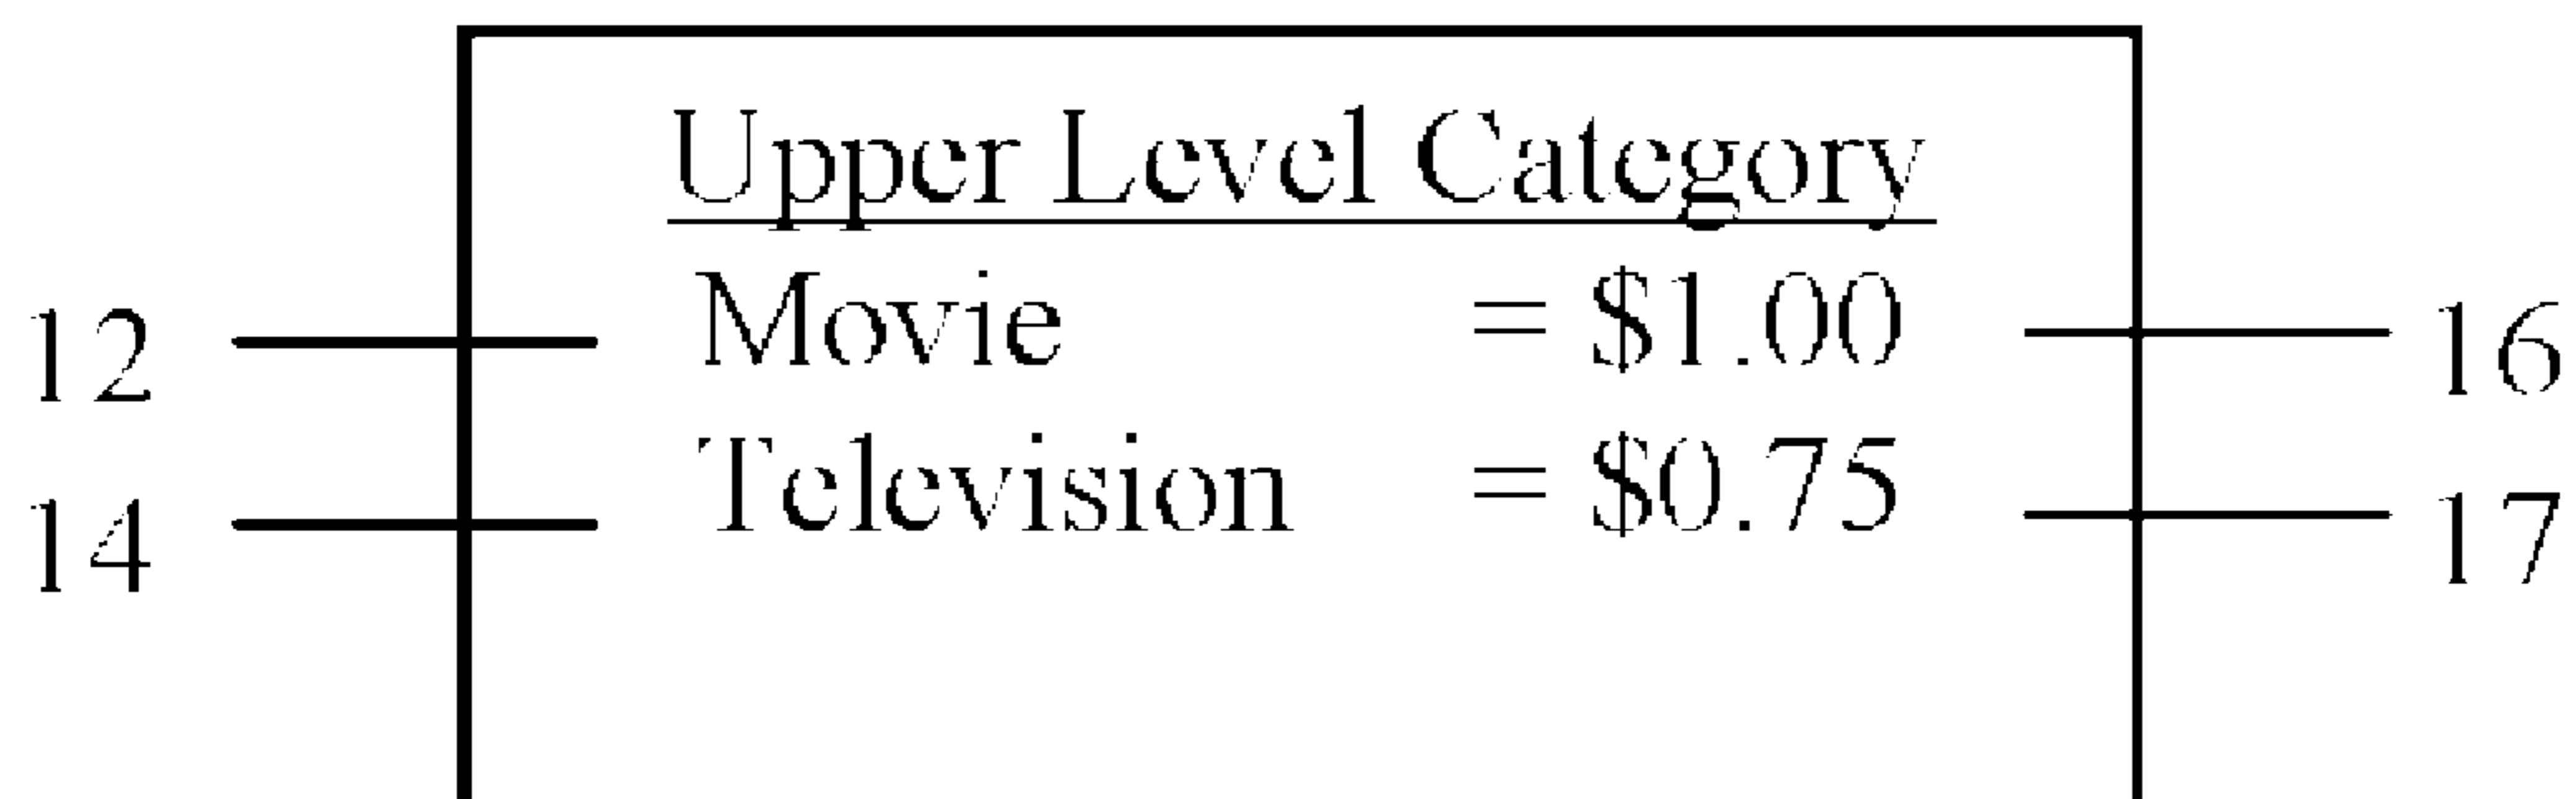 Upper Level Category
12 Movie = $1.00 16
14 Television = $0.75 17